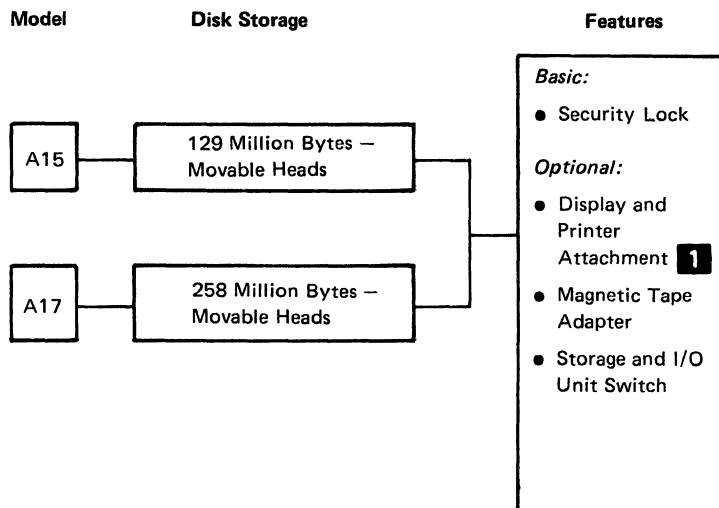 Model Disk Storage Features
A15
129 Million Bytes —
Movable Heads
A17
258 Million Bytes —
Movable Heads
Basic:
● Security Lock
Optional:
● Display and
Printer
Attachment 1
● Magnetic Tape
Adapter
● Storage and I/O
Unit Switch